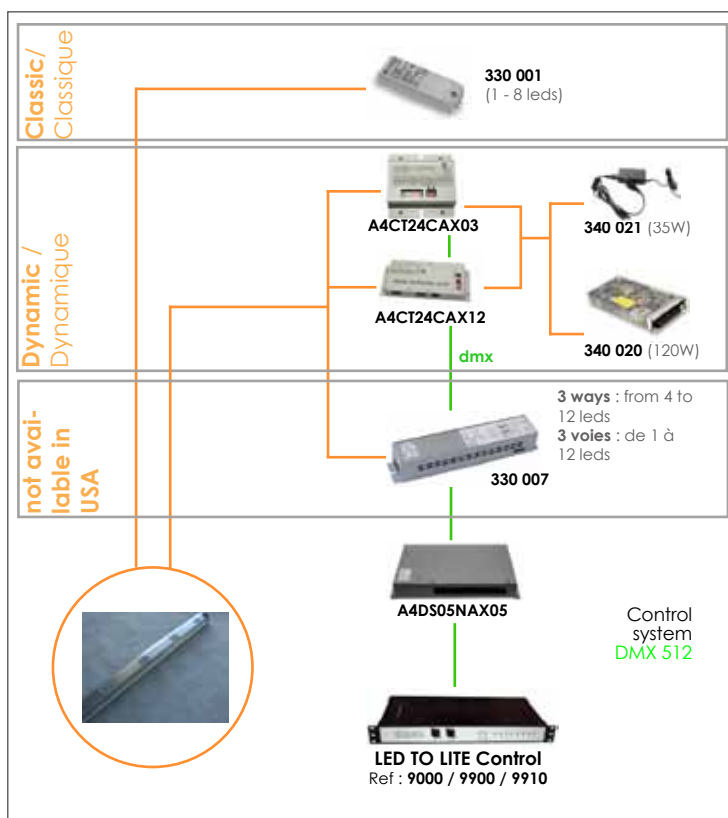 Classic/
Classique
330 001
(1 - 8 leds)
Dynamic /
Dynamique
A4CT24CAX03
340 021 (35W)
A4CT24CAX12
340 020 (120W)
dmx
not avai-
lable in
USA
3 ways : from 4 to
12 leds
3 voies : de 1 à
12 leds
330 007
A4DS05NAX05
Control
system
DMX 512
LED TO LITE Control
Ref : 9000 / 9900 / 9910